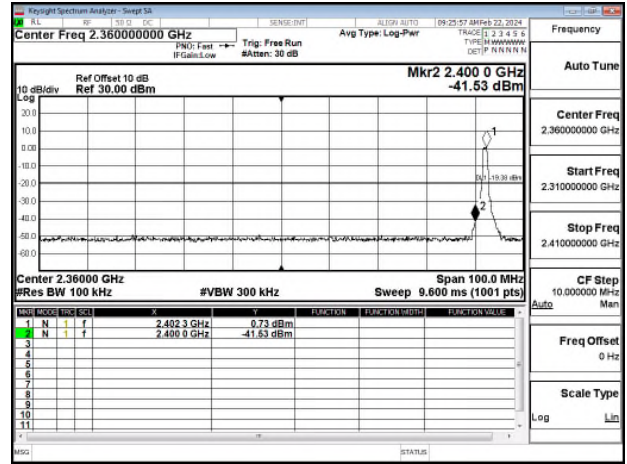 Keysight Spectrum Analyzer - Swept SA
RL RF 50 Ω DC SENSE:INT ALIGN AUTO 09:25:57 AM Feb 22, 2024
Center Freq 2.360000000 GHz
PNO: Fast
IFGain:Low
Trig: Free Run
#Atten: 30 dB
Avg Type: Log-Pwr
TRACE 1 2 3 4 5 6
TYPE M WWWWW
DET P N N N N N
Frequency
Auto Tune
Center Freq
2.360000000 GHz
Start Freq
2.310000000 GHz
Stop Freq
2.410000000 GHz
CF Step
10.000000 MHz
Auto Man
Freq Offset
0 Hz
Scale Type
Log Lin
Mkr2 2.400 0 GHz
-41.53 dBm
Ref Offset 10 dB
10 dB/div Ref 30.00 dBm
Log
20.0
10.0
0.00
-10.0
-20.0
-30.0
-40.0
-50.0
-60.0
1
DL1 -19.38 dBm
2
Center 2.36000 GHz Span 100.0 MHz
#Res BW 100 kHz #VBW 300 kHz Sweep 9.600 ms (1001 pts)
MKR MODE TRC SCL X Y FUNCTION FUNCTION WIDTH FUNCTION VALUE
1 N 1 f 2.402 3 GHz 0.73 dBm
2 N 1 f 2.400 0 GHz -41.53 dBm
3
4
5
6
7
8
9
10
11
MSG STATUS